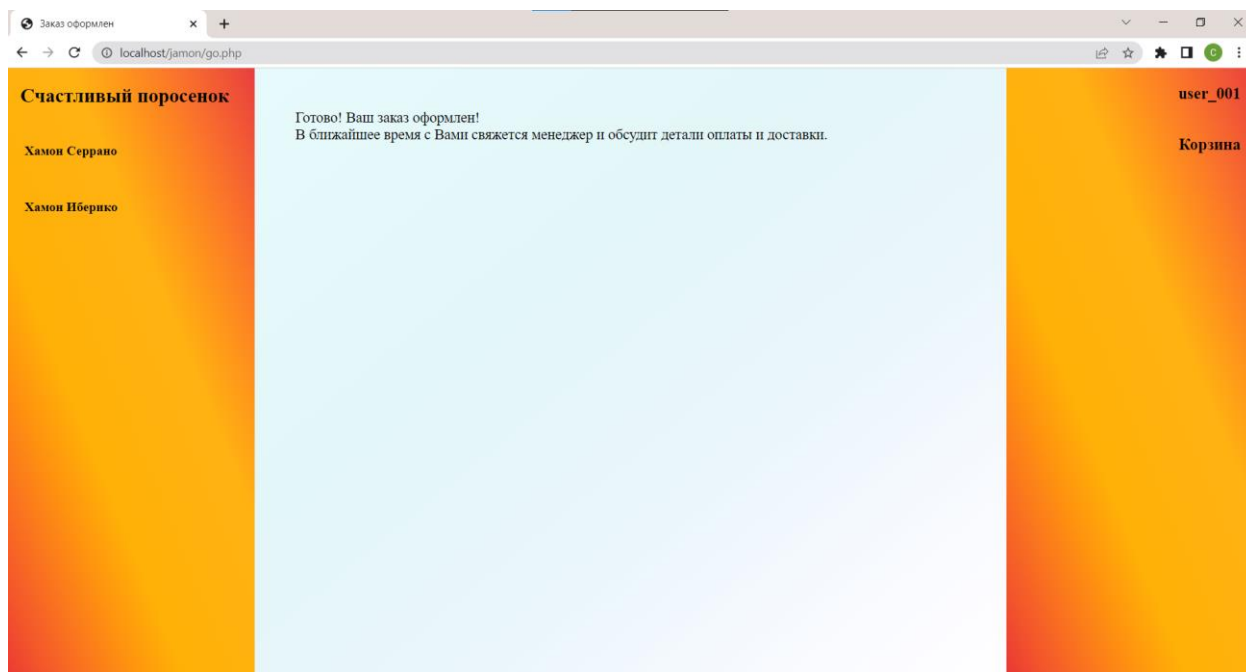 Заказ оформлен
localhost/jamon/go.php
C
Счастливый поросенок
Хамон Серрано
Хамон Иберико
Готово! Ваш заказ оформлен!
В ближайшее время с Вами свяжется менеджер и обсудит детали оплаты и доставки.
user_001
Корзина